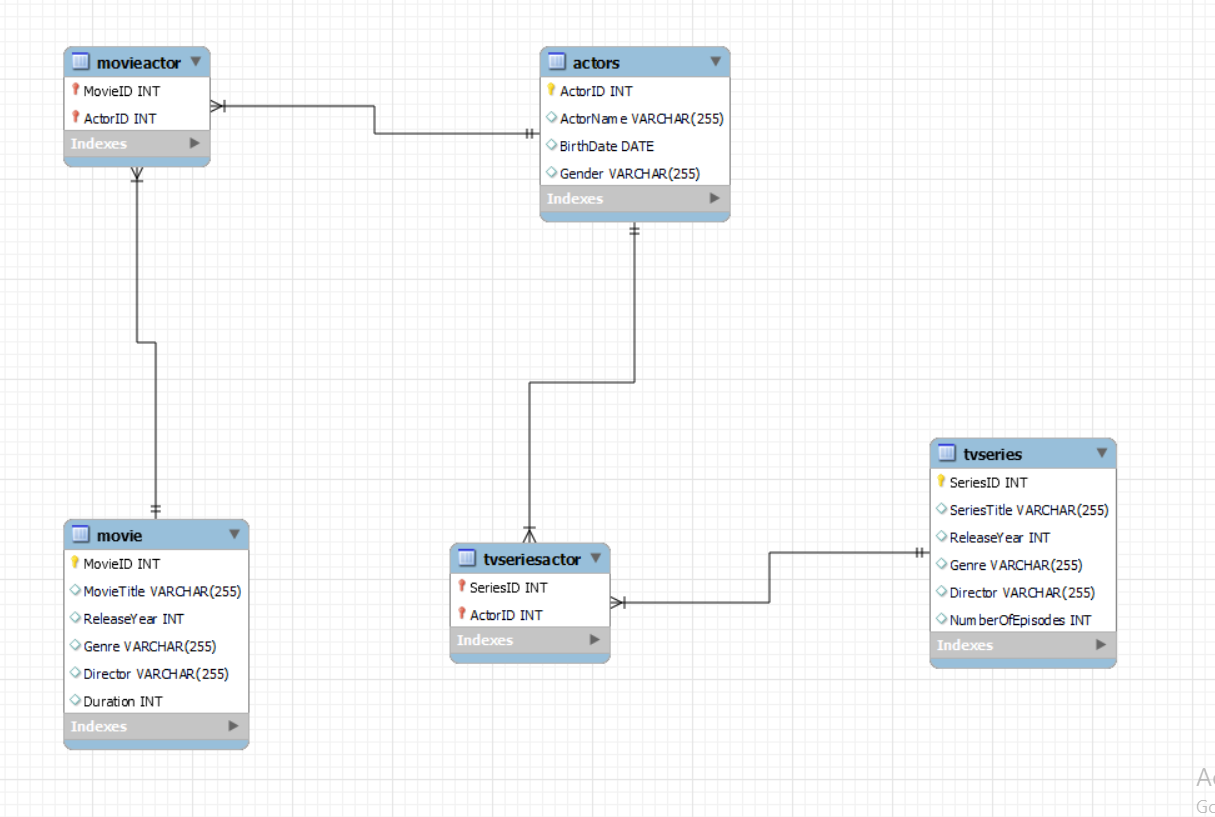 movieactor
MovieID INT
ActorID INT
Indexes
actors
ActorID INT
ActorName VARCHAR(255)
BirthDate DATE
Gender VARCHAR(255)
Indexes
movie
MovieID INT
MovieTitle VARCHAR(255)
ReleaseYear INT
Genre VARCHAR(255)
Director VARCHAR(255)
Duration INT
Indexes
tvseriesactor
SeriesID INT
ActorID INT
Indexes
tvseries
SeriesID INT
SeriesTitle VARCHAR(255)
ReleaseYear INT
Genre VARCHAR(255)
Director VARCHAR(255)
NumberOfEpisodes INT
Indexes